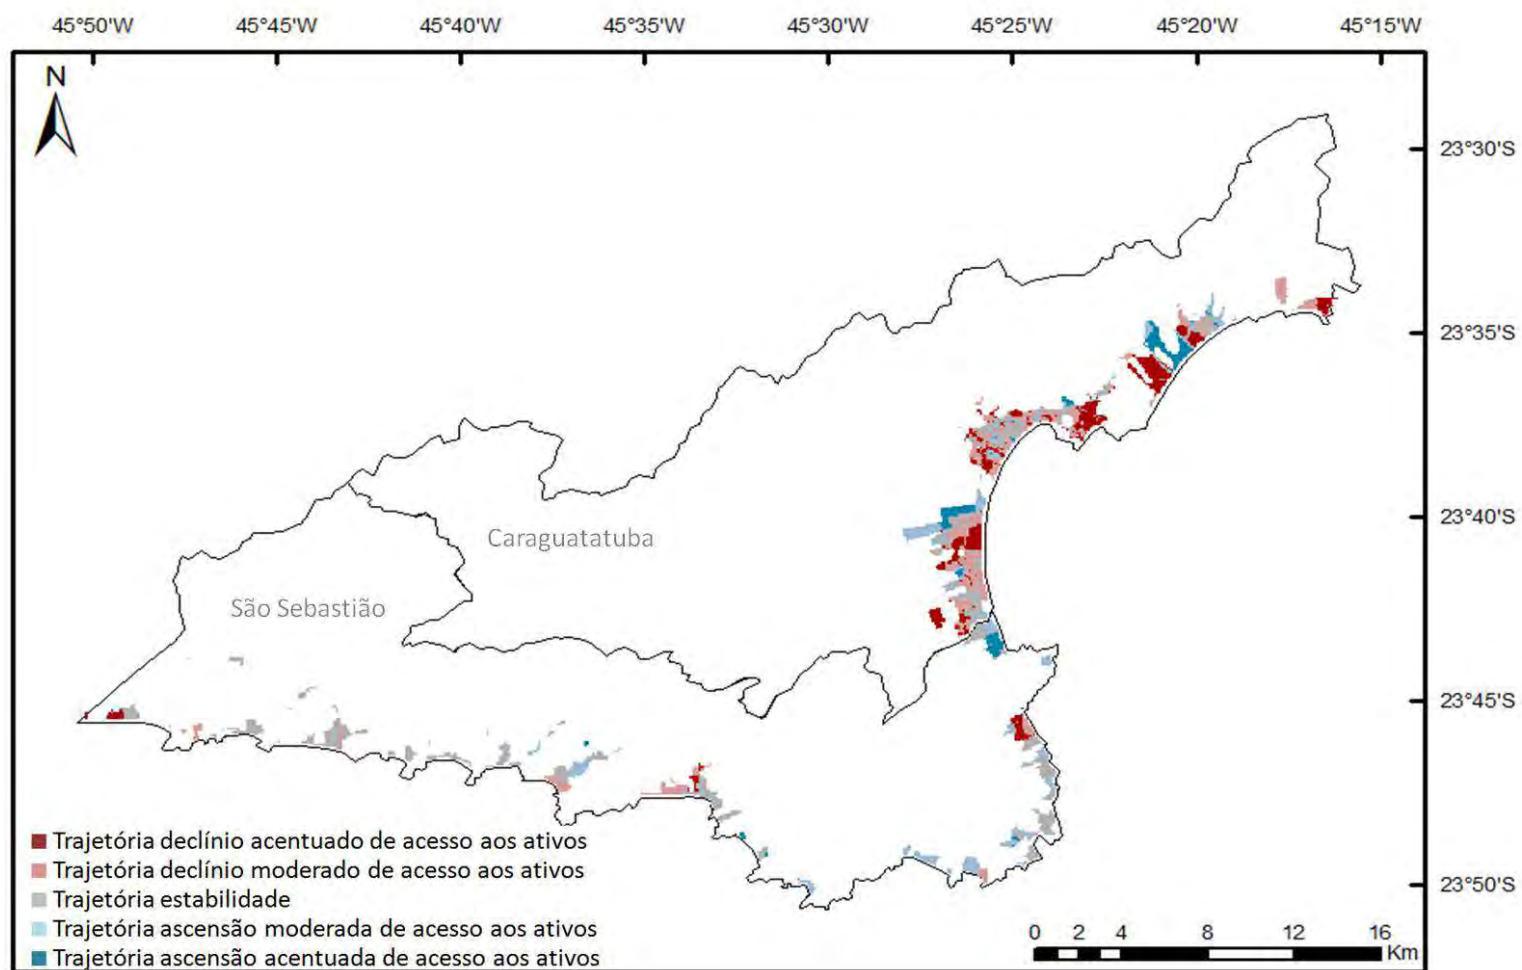 45°50'W 45°45'W 45°40'W 45°35'W 45°30'W 45°25'W 45°20'W 45°15'W
N
23°30'S
23°35'S
23°40'S
Caraguatatuba
São Sebastião
23°45'S
Trajetória declínio acentuado de acesso aos ativos
Trajetória declínio moderado de acesso aos ativos
23°50'S
Trajetória estabilidade
Trajetória ascensão moderada de acesso aos ativos
0 2 4 8 12 16
Km
Trajetória ascensão acentuada de acesso aos ativos